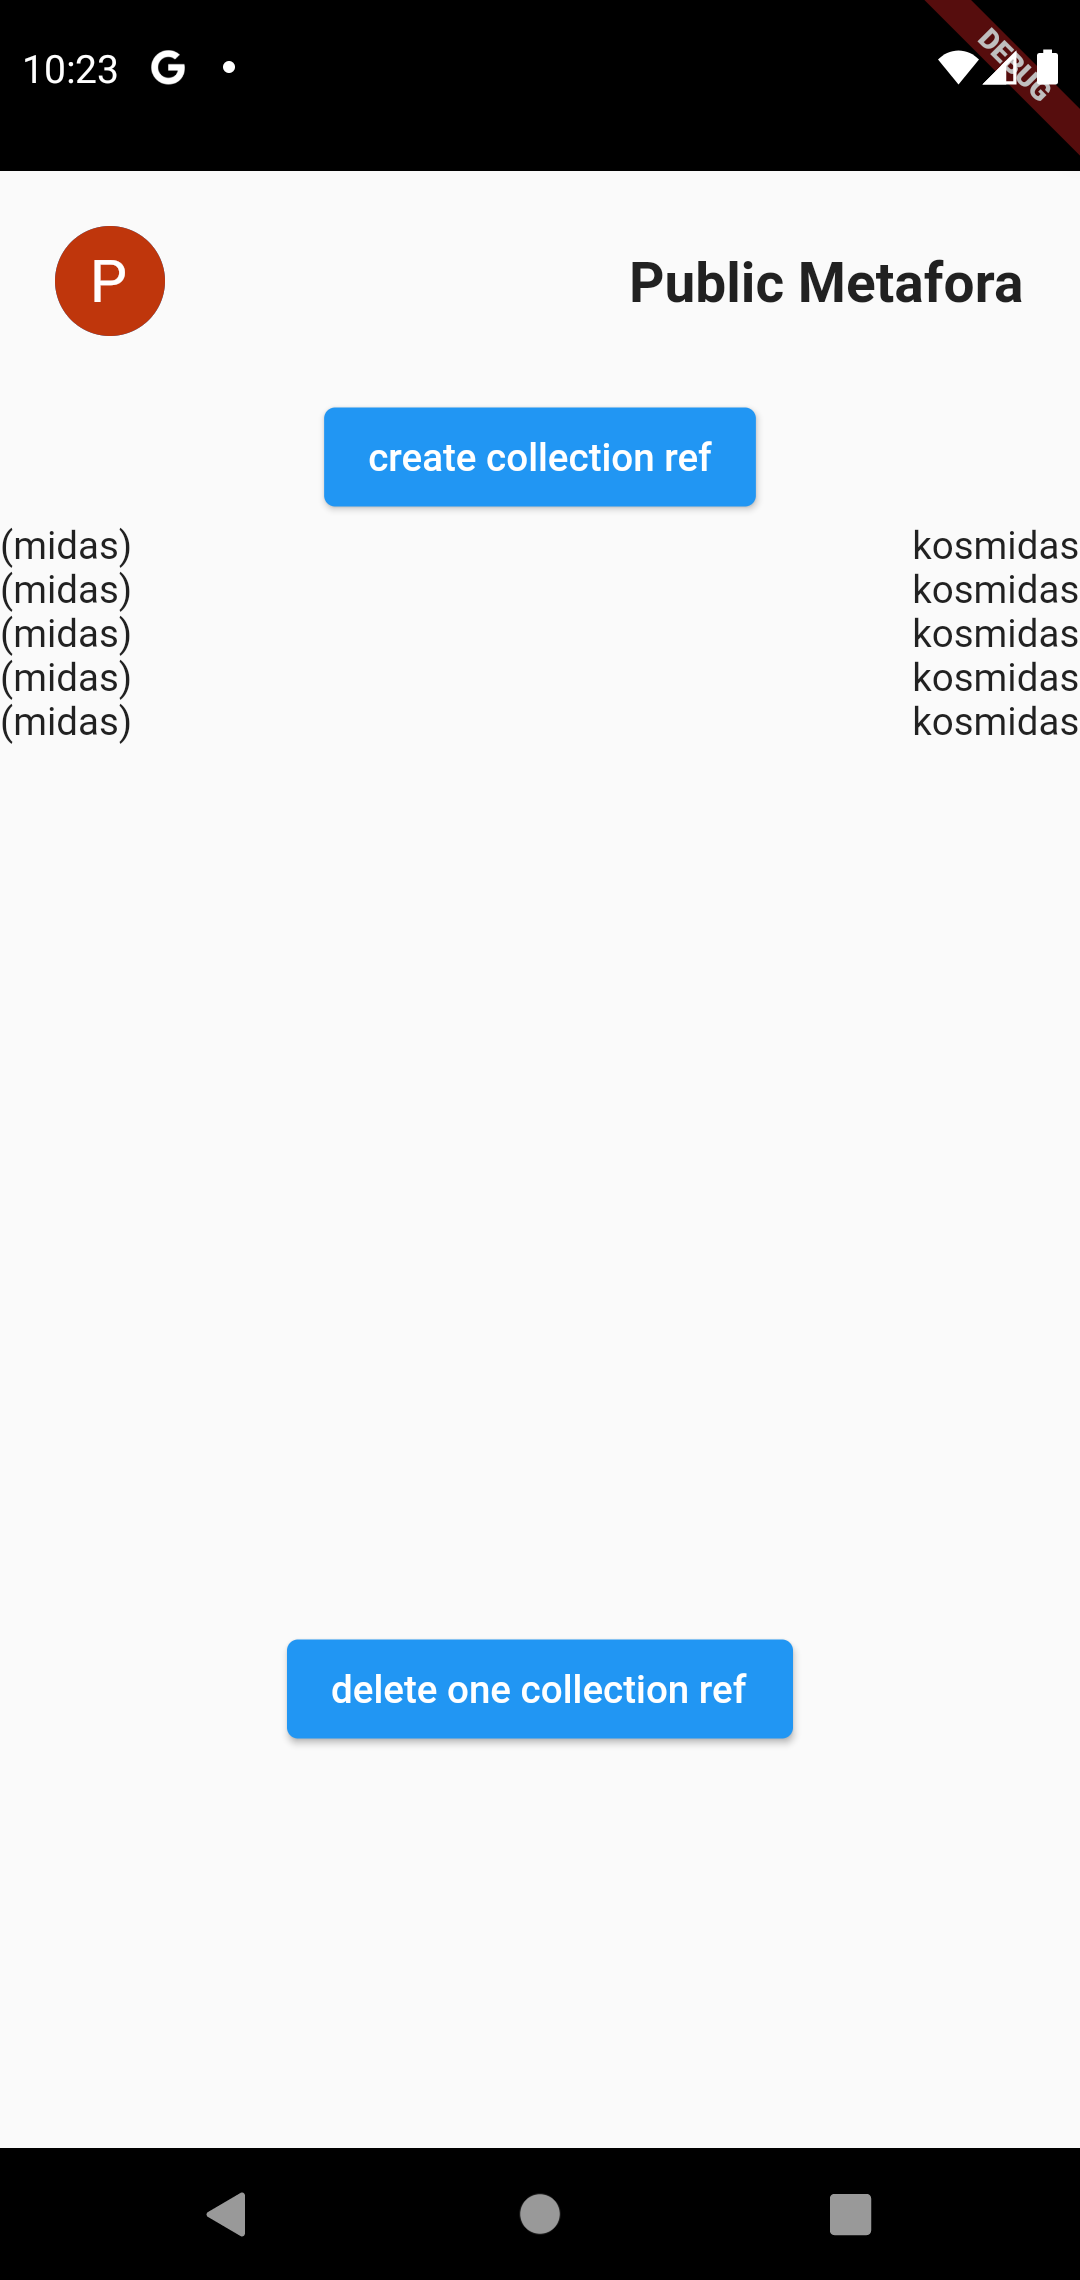 10:23 G
DEBUG
P Public Metafora
create collection ref
(midas) kosmidas
(midas) kosmidas
(midas) kosmidas
(midas) kosmidas
(midas) kosmidas
delete one collection ref